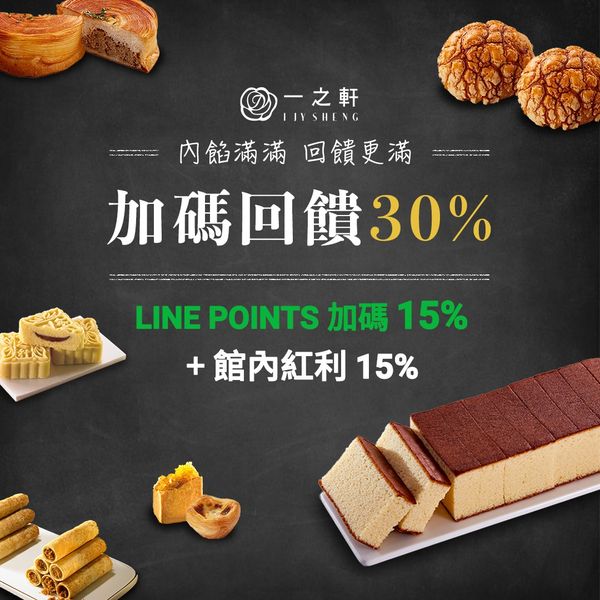 一之軒
I JY SHENG
內餡滿滿 回饋更滿
加碼回饋30%
LINE POINTS 加碼 15%
+ 館內紅利 15%